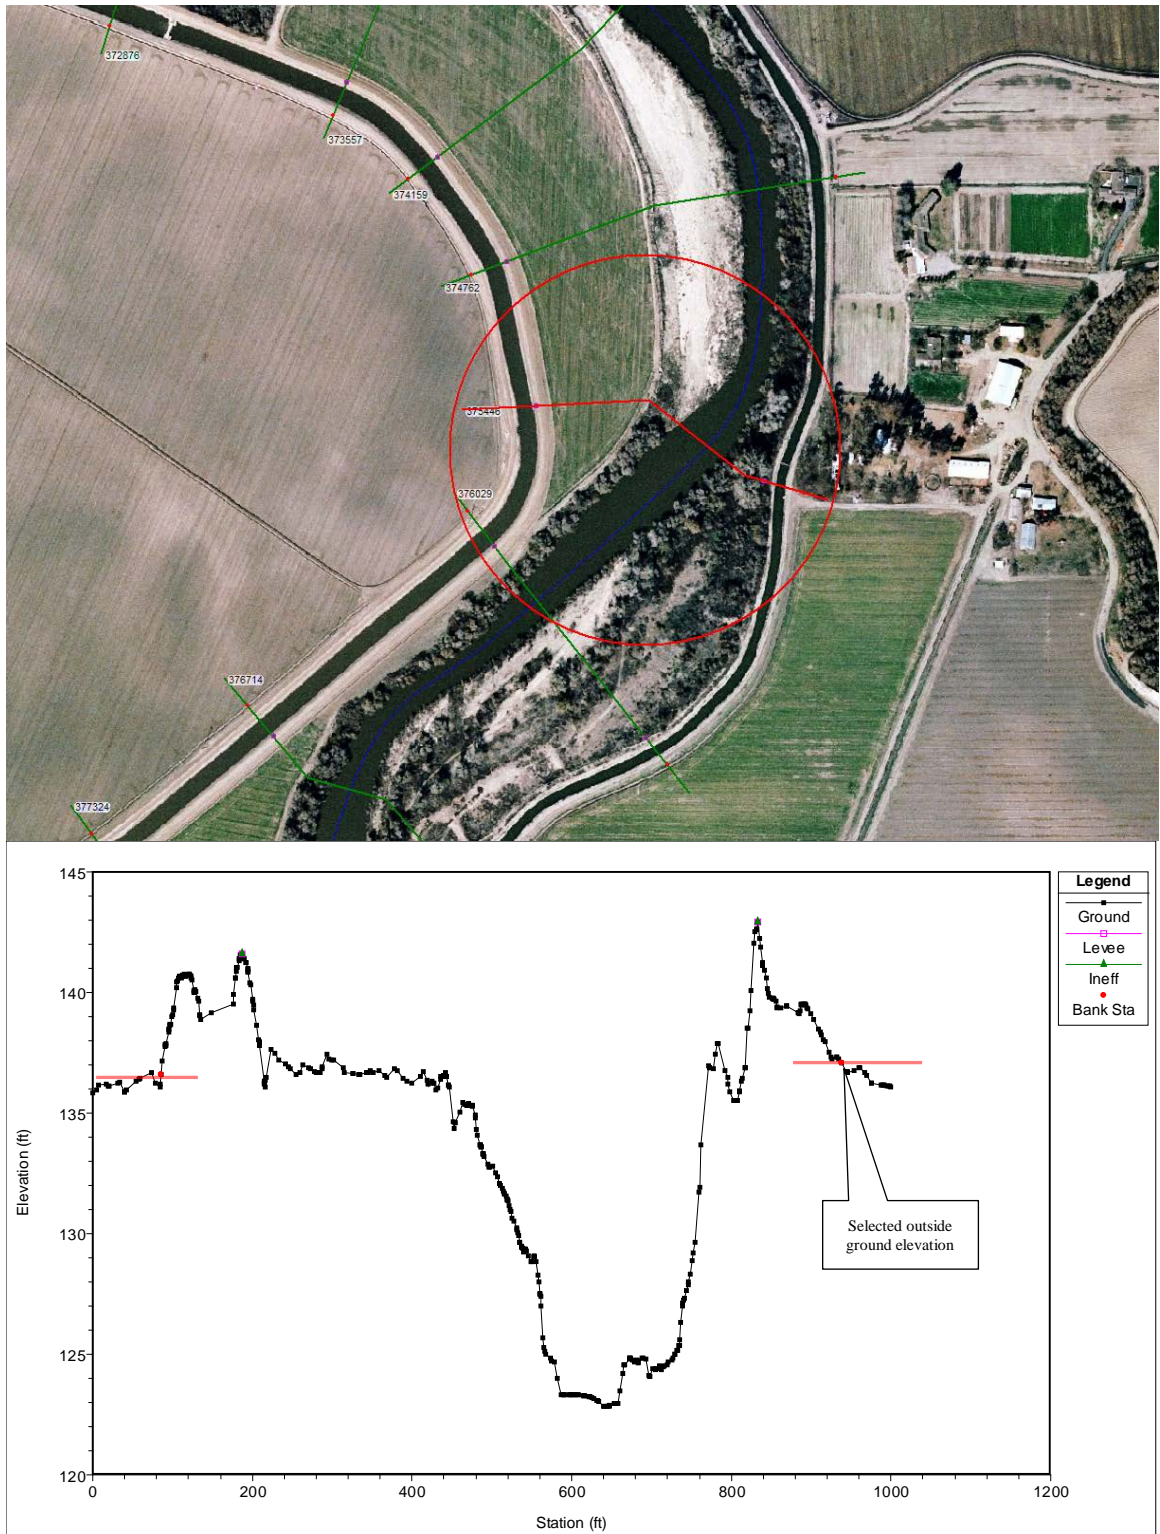 372876
373557
374159
374762
375446
376029
376714
377324
145
140
135
130
125
120
Elevation (ft)
0
200
400
600
800
1000
1200
Station (ft)
Legend
Ground
Levee
Ineff
Bank Sta
Selected outside
ground elevation